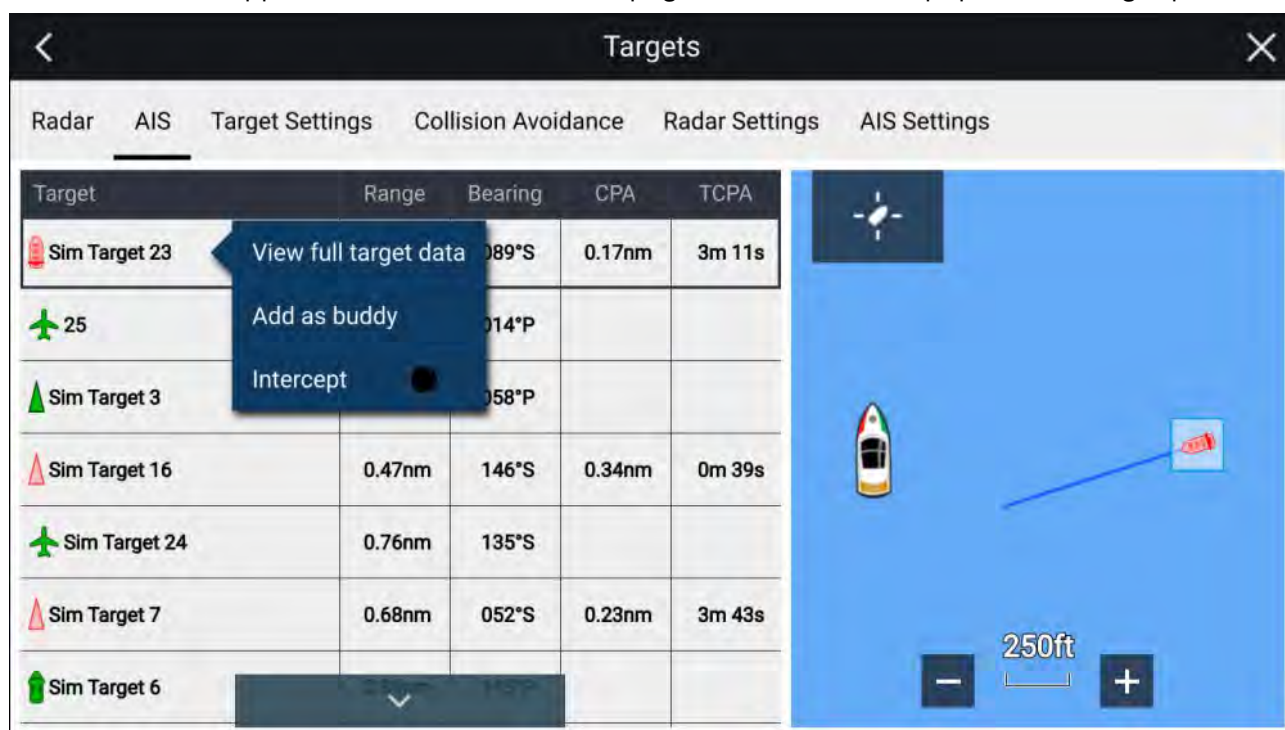 Targets
Radar AIS Target Settings Collision Avoidance Radar Settings AIS Settings
Target Range Bearing CPA TCPA
Sim Target 23 089°S 0.17nm 3m 11s
View full target data
Add as buddy
Intercept
25 014°P
Sim Target 3 058°P
Sim Target 16 0.47nm 146°S 0.34nm 0m 39s
Sim Target 24 0.76nm 135°S
Sim Target 7 0.68nm 052°S 0.23nm 3m 43s
Sim Target 6
250ft